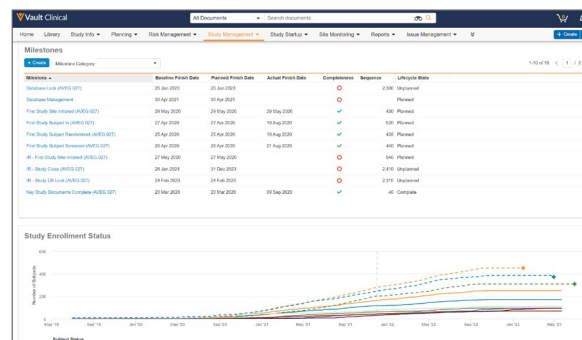 Vault Clinical All Documents Search documents
Home Library Study Info Planning Risk Management Study Management Study Startup Site Monitoring Reports Issue Management + Create
Milestones
+ Create Milestone Category: 1-10 of 19 1 / 2
Milestone Baseline Finish Date Planned Finish Date Actual Finish Date Completeness Sequence Lifecycle State
Database Lock (AVEG 027) 25 Jan 2023 25 Jan 2023 2,300 Unplanned
Database Management 30 Apr 2021 30 Apr 2021 Planned
First Study Site Initiated (AVEG-027) 29 May 2020 29 May 2020 29 May 2020 430 Planned
First Study Subject In (AVEG 027) 27 Apr 2020 27 Apr 2020 19 Aug 2020 Planned
First Study Subject Randomized (AVEG 027) 25 Apr 2020 25 Apr 2020 19 Aug 2020 Planned
First Study Subject Screened (AVEG 027) 26 Apr 2020 26 Apr 2020 21 Aug 2020 Planned
IR - First Study Site Initiated (AVEG 027) 27 May 2020 27 May 2020 Planned
IR - Study Close (AVEG 027) 26 Jan 2024 31 Dec 2023 2,410 Unplanned
IR - Study DB Lock (AVEG 027) 24 Feb 2023 24 Feb 2023 2,310 Unplanned
Key Study Documents Complete (AVEG 027) 20 Mar 2020 20 Mar 2020 09 Sep 2020 40 Complete
Study Enrollment Status
Number of Subjects
600
400
200
0
May '19 Sep '19 Jan '20 May '20 Sep '20 Jan '21 May '21 Sep '21 Jan '22 May '22 Sep '22 Jan '23 May '23
Subject Status